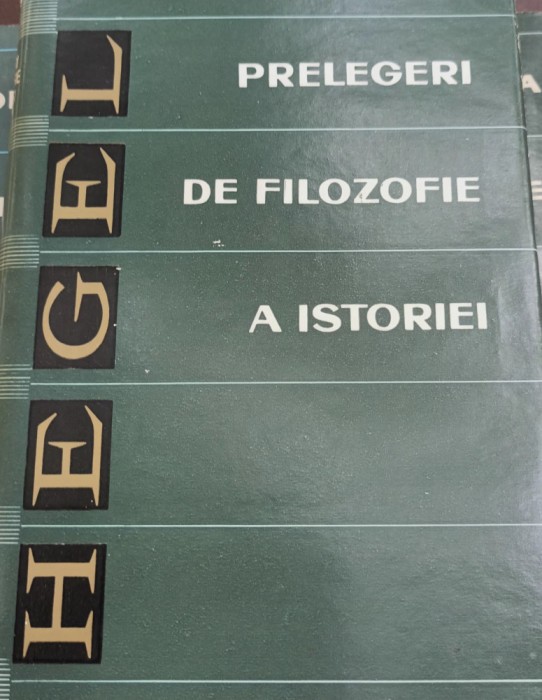 HEGEL
PRELEGERI
DE FILOZOFIE
A ISTORIEI